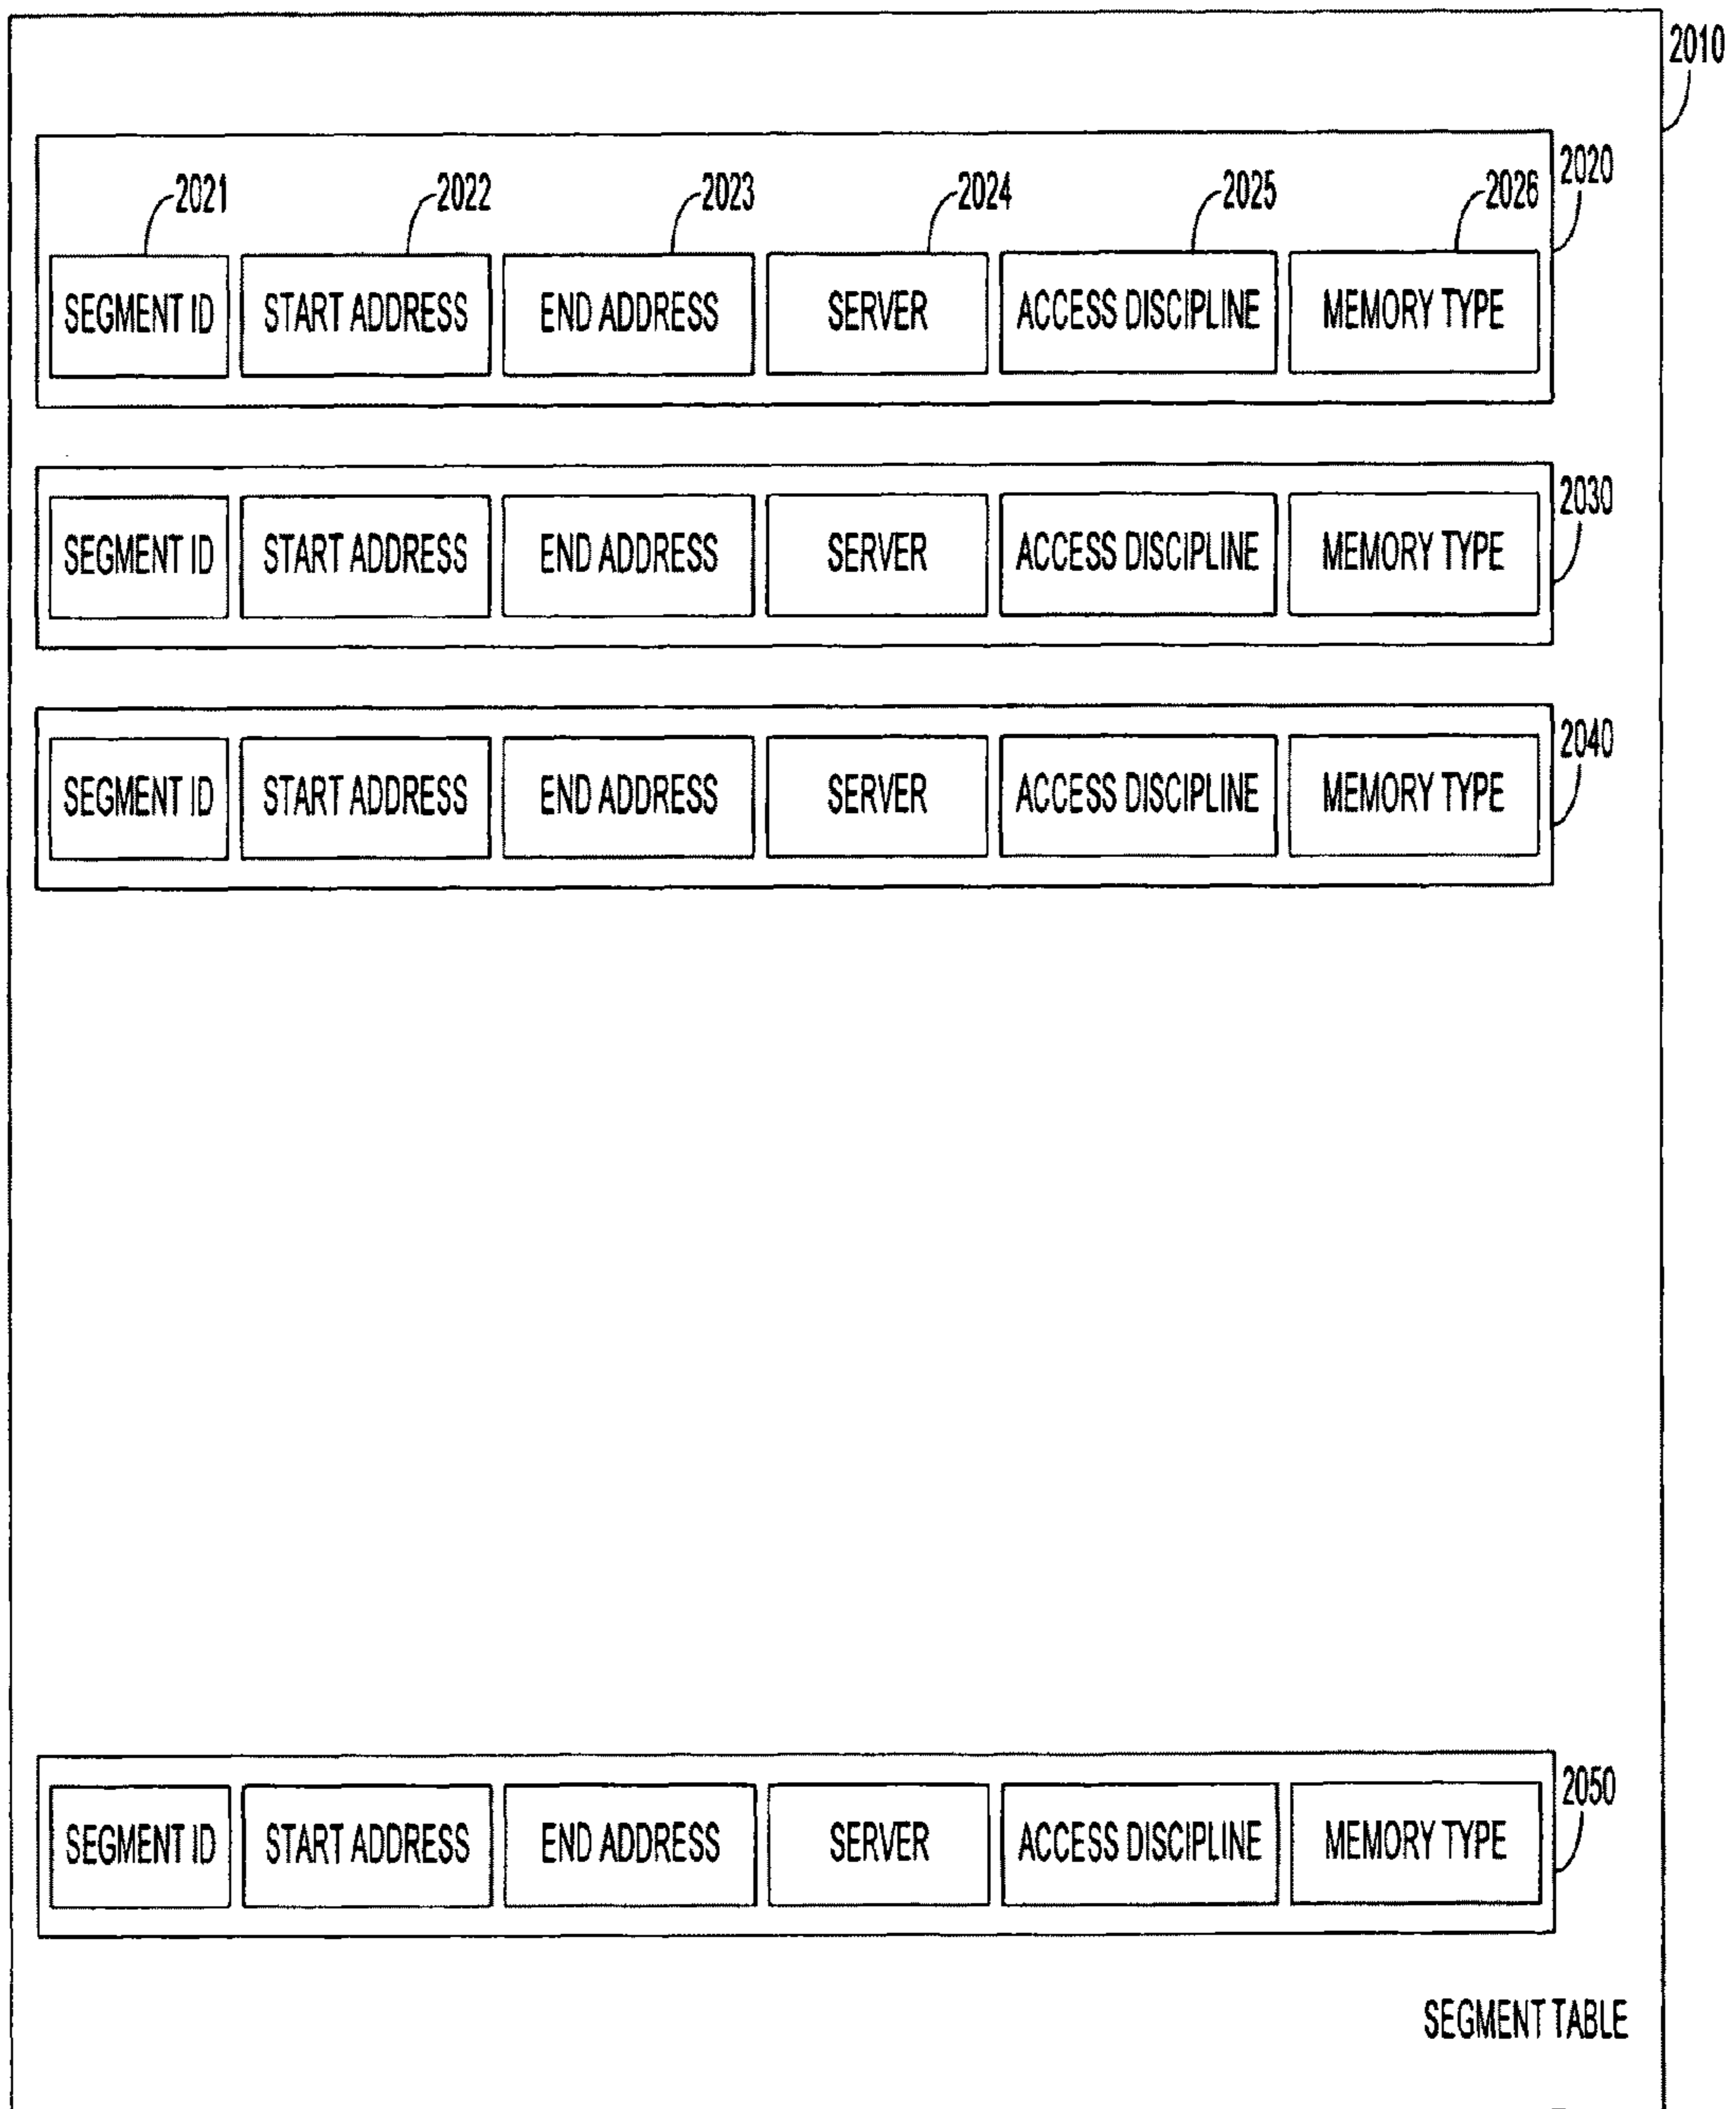 2010
2020
2021 2022 2023 2024 2025 2026
SEGMENT ID START ADDRESS END ADDRESS SERVER ACCESS DISCIPLINE MEMORY TYPE
2030
SEGMENT ID START ADDRESS END ADDRESS SERVER ACCESS DISCIPLINE MEMORY TYPE
2040
SEGMENT ID START ADDRESS END ADDRESS SERVER ACCESS DISCIPLINE MEMORY TYPE
2050
SEGMENT ID START ADDRESS END ADDRESS SERVER ACCESS DISCIPLINE MEMORY TYPE
SEGMENT TABLE